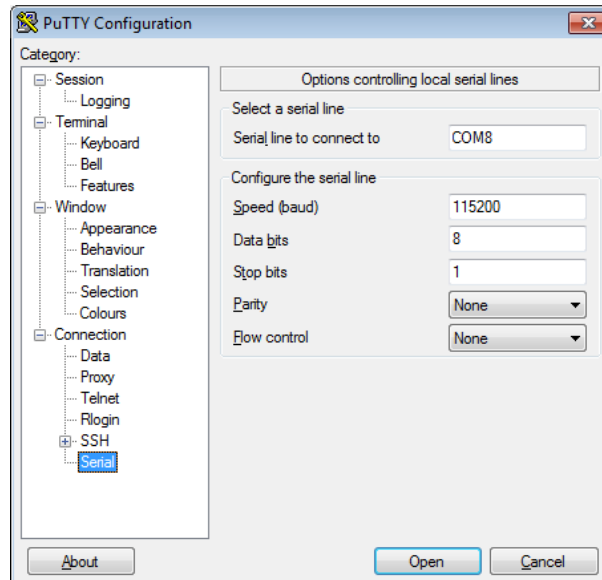 PuTTY Configuration
Category:
Session
Logging
Terminal
Keyboard
Bell
Features
Window
Appearance
Behaviour
Translation
Selection
Colours
Connection
Data
Proxy
Telnet
Rlogin
SSH
Serial
Options controlling local serial lines
Select a serial line
Serial line to connect to COM8
Configure the serial line
Speed (baud) 115200
Data bits 8
Stop bits 1
Parity None
Flow control None
About Open Cancel